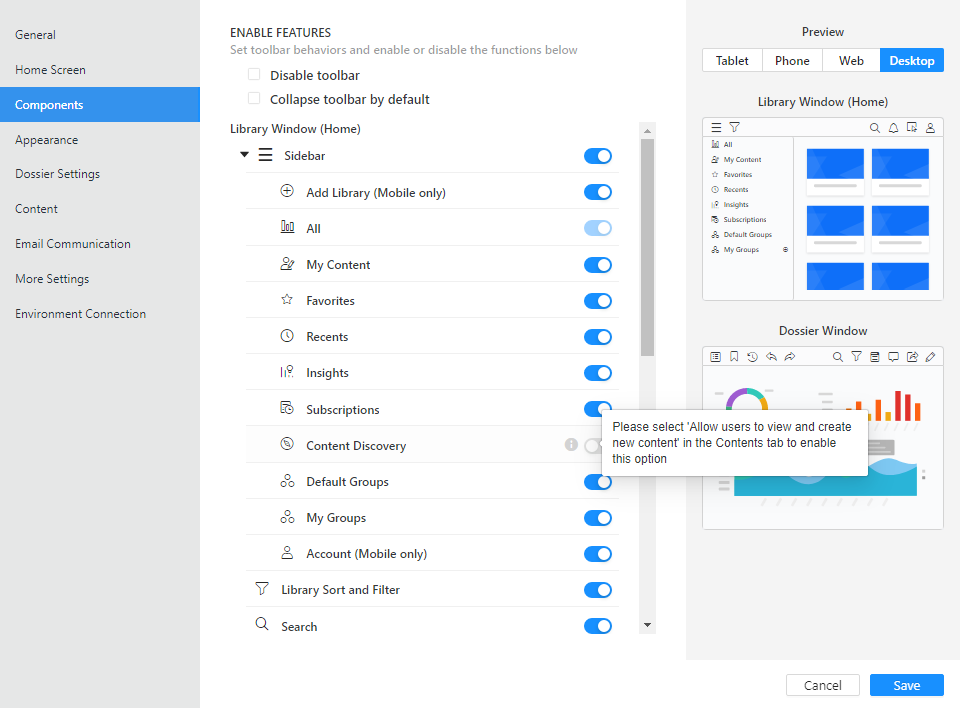 General
Home Screen
Components
Appearance
Dossier Settings
Content
Email Communication
More Settings
Environment Connection
ENABLE FEATURES
Set toolbar behaviors and enable or disable the functions below
Disable toolbar
Collapse toolbar by default
Library Window (Home)
Sidebar
Add Library (Mobile only)
All
My Content
Favorites
Recents
Insights
Subscriptions
Content Discovery
Default Groups
My Groups
Account (Mobile only)
Library Sort and Filter
Search
Please select 'Allow users to view and create
new content' in the Contents tab to enable
this option
Preview
Tablet Phone Web Desktop
Library Window (Home)
All
My Content
Favorites
Recents
Insights
Subscriptions
Default Groups
My Groups
Dossier Window
Cancel Save